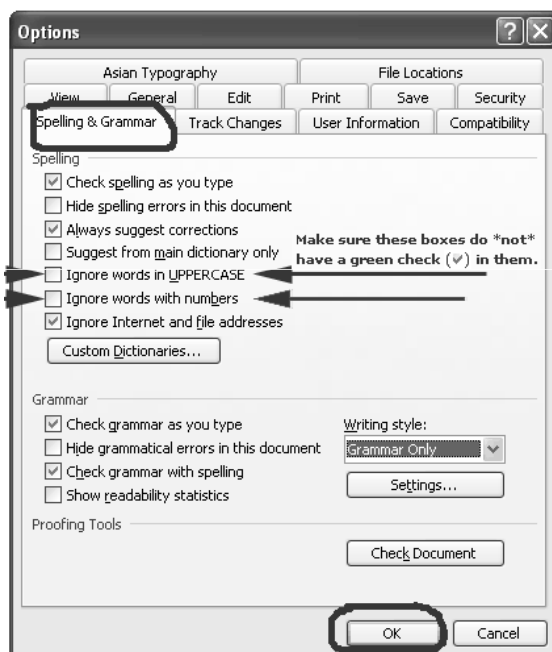 Options
Asian Typography File Locations
View General Edit Print Save Security
Spelling & Grammar Track Changes User Information Compatibility
Spelling
Check spelling as you type
Hide spelling errors in this document
Always suggest corrections
Suggest from main dictionary only
Make sure these boxes do *not*
have a green check (✓) in them.
Ignore words in UPPERCASE
Ignore words with numbers
Ignore Internet and file addresses
Custom Dictionaries...
Grammar
Check grammar as you type
Writing style:
Hide grammatical errors in this document
Grammar Only
Check grammar with spelling
Settings...
Show readability statistics
Proofing Tools
Check Document
OK Cancel